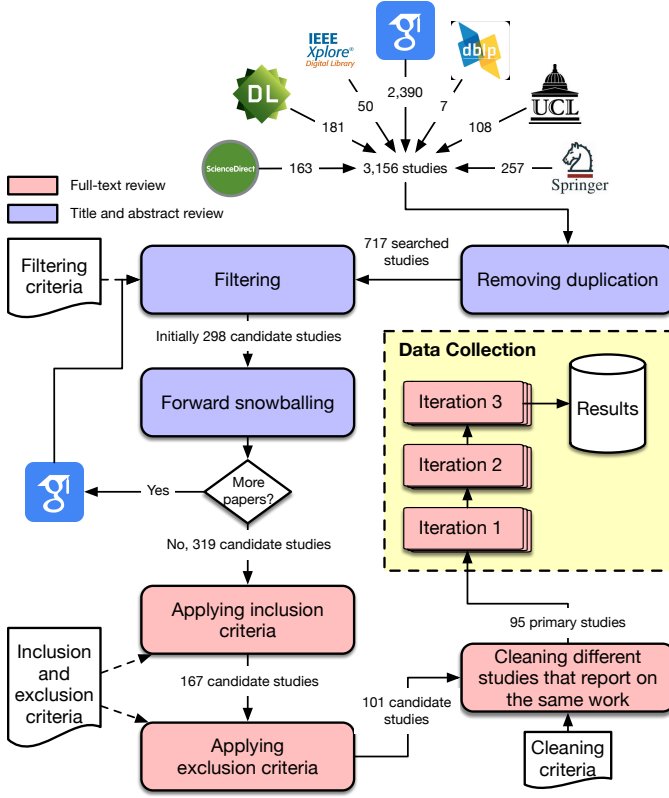 IEEE
Xplore®
Digital Library
dblp
DL
UCL
2,390
50
7
181
108
ScienceDirect
163
3,156 studies
257
Springer
Full-text review
Title and abstract review
717 searched
studies
Filtering
criteria
Filtering
Removing duplication
Initially 298 candidate studies
Data Collection
Forward snowballing
Iteration 3
Results
Iteration 2
More
papers?
Yes
Iteration 1
No, 319 candidate studies
Applying inclusion
criteria
95 primary studies
Inclusion and
exclusion
criteria
167 candidate studies
Cleaning different
studies that report on
the same work
101 candidate
studies
Applying
exclusion criteria
Cleaning
criteria